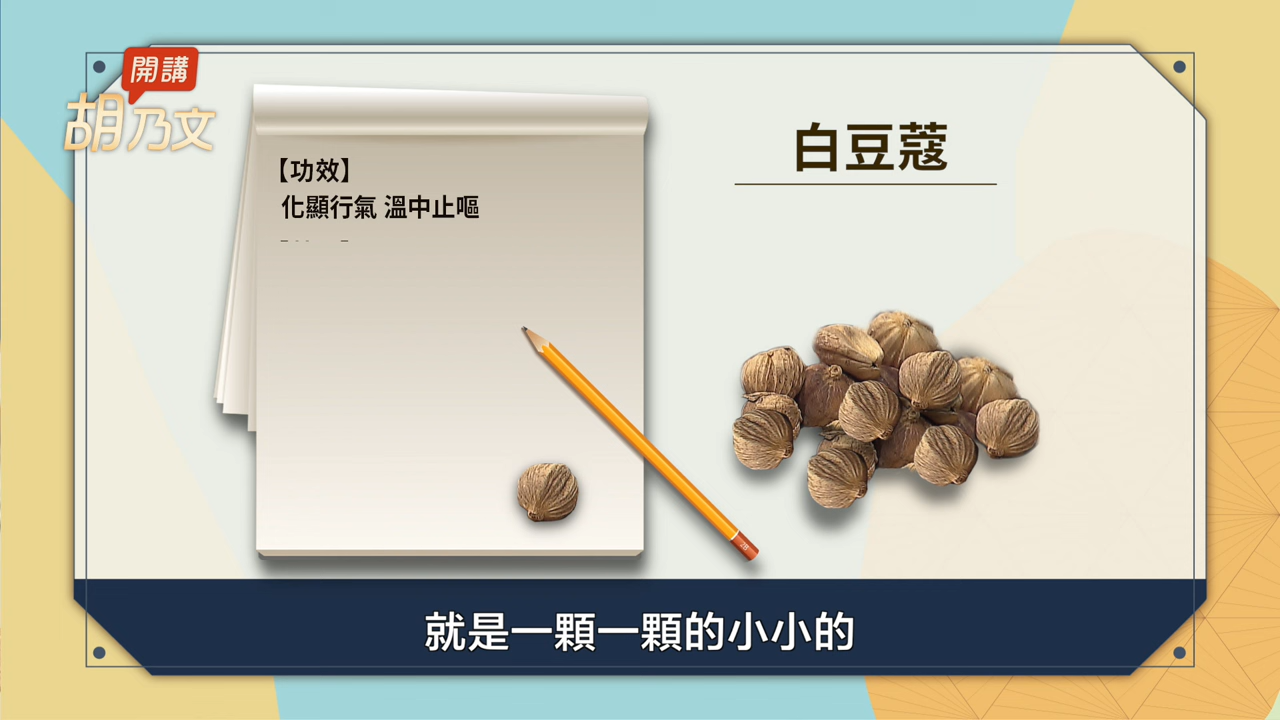 開講
胡乃文
【功效】
化顯行氣 溫中止嘔
白豆蔻
2B
就是一顆一顆的小小的